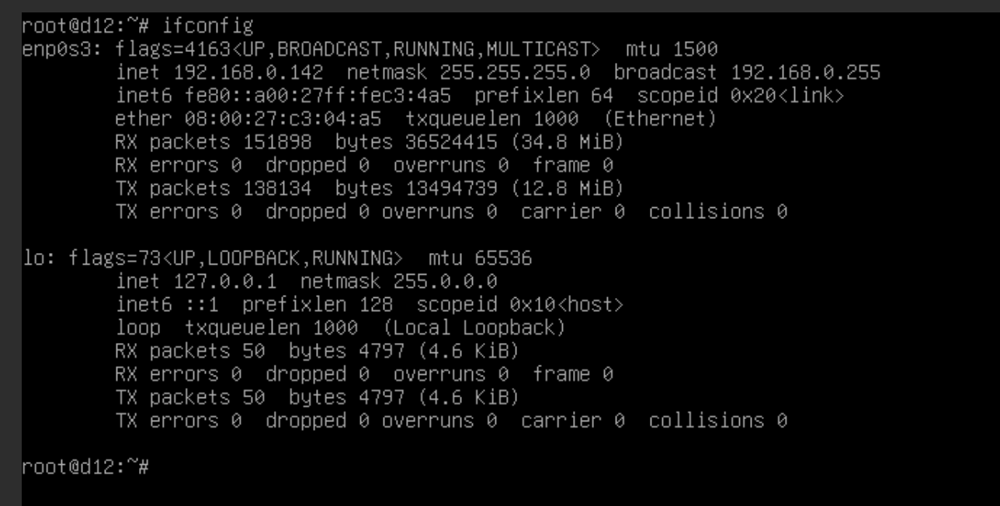 root@d12:~# ifconfig
enp0s3: flags=4163<UP,BROADCAST,RUNNING,MULTICAST>  mtu 1500
        inet 192.168.0.142  netmask 255.255.255.0  broadcast 192.168.0.255
        inet6 fe80::a00:27ff:fec3:4a5  prefixlen 64  scopeid 0x20<link>
        ether 08:00:27:c3:04:a5  txqueuelen 1000  (Ethernet)
        RX packets 151898  bytes 36524415 (34.8 MiB)
        RX errors 0  dropped 0  overruns 0  frame 0
        TX packets 138134  bytes 13494739 (12.8 MiB)
        TX errors 0  dropped 0 overruns 0  carrier 0  collisions 0

lo: flags=73<UP,LOOPBACK,RUNNING>  mtu 65536
        inet 127.0.0.1  netmask 255.0.0.0
        inet6 ::1  prefixlen 128  scopeid 0x10<host>
        loop  txqueuelen 1000  (Local Loopback)
        RX packets 50  bytes 4797 (4.6 KiB)
        RX errors 0  dropped 0  overruns 0  frame 0
        TX packets 50  bytes 4797 (4.6 KiB)
        TX errors 0  dropped 0 overruns 0  carrier 0  collisions 0

root@d12:~#